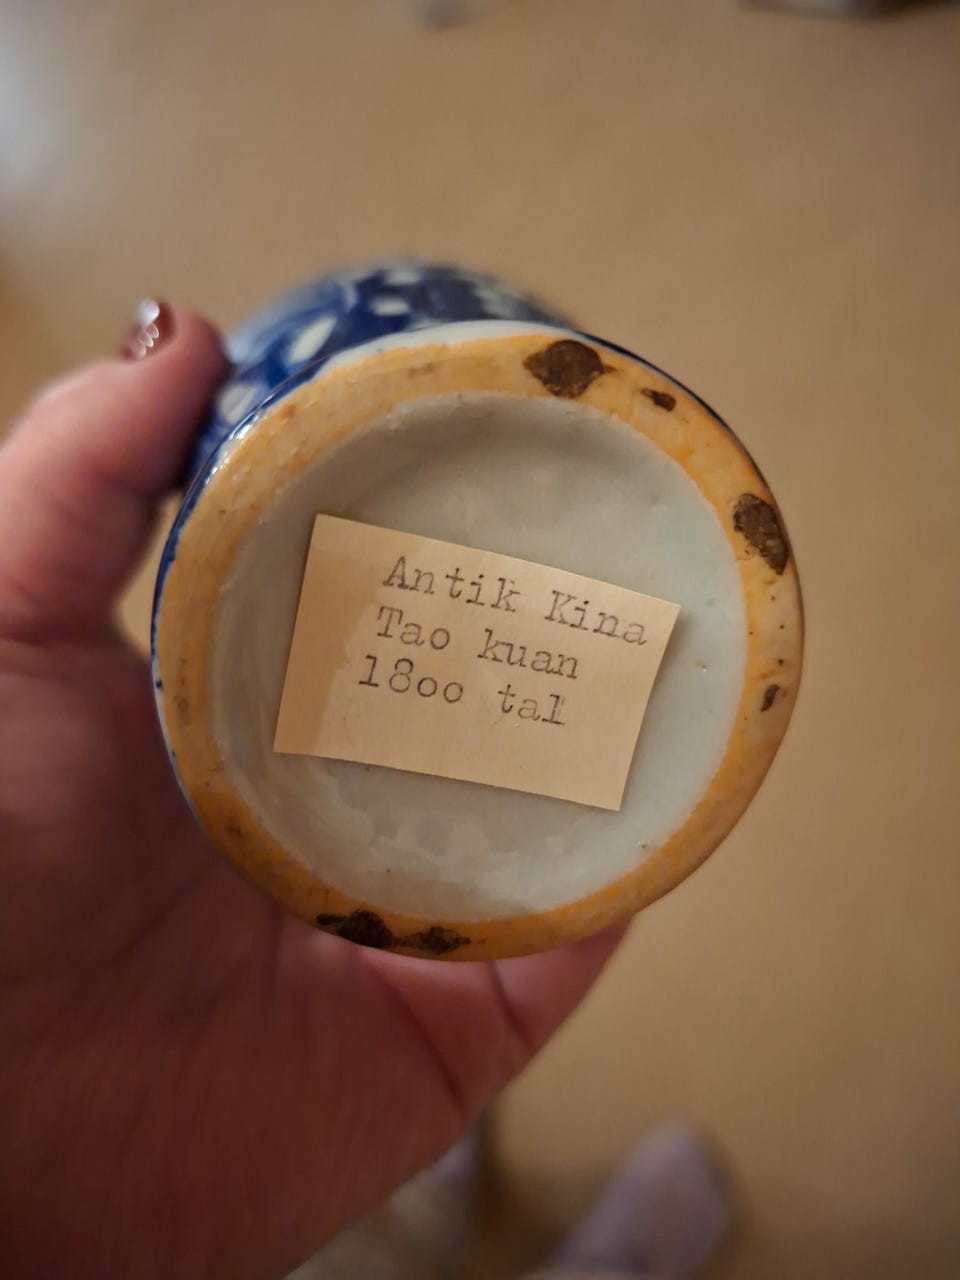 Antik Kina
Tao kuan
18oo tal